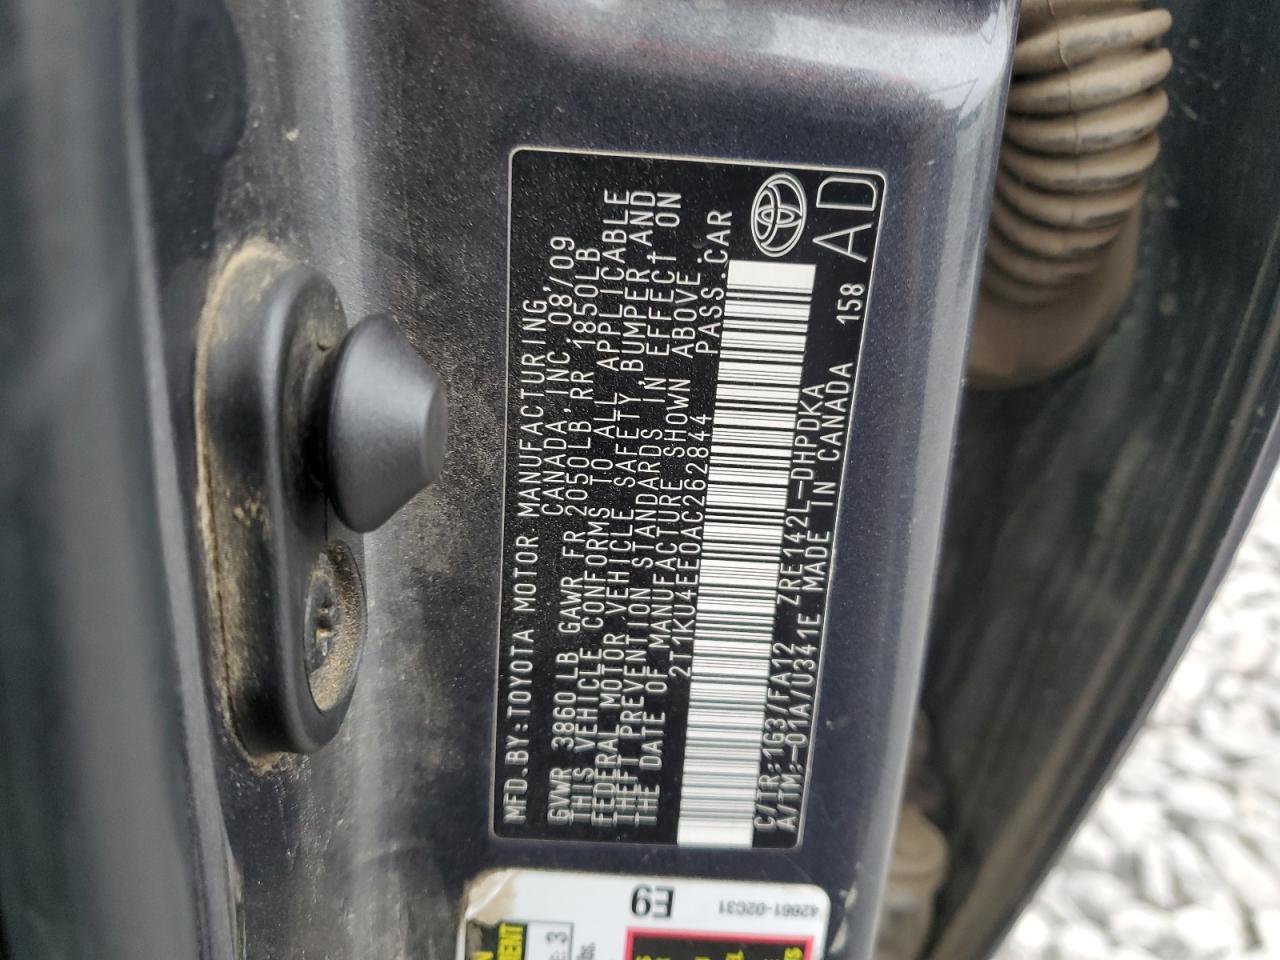 MFD.BY:TOYOTA MOTOR MANUFACTURING
CANADA,INC. 08/09
GVWR 3860LB GAWR FR 2050LB, RR 1850LB
THIS VEHICLE CONFORMS TO ALL APPLICABLE
FEDERAL MOTOR VEHICLE SAFETY, BUMPER, AND
THEFT PREVENTION STANDARDS IN EFFECT ON
THE DATE OF MANUFACTURE SHOWN ABOVE.
2T1KU4EE0AC262844 PASS.CAR
C/TR: 1G3/FA12 ZRE142L-DHPDKA
A/TM:-01A/U341E MADE IN CANADA 158
AD
E9
42661-02C31